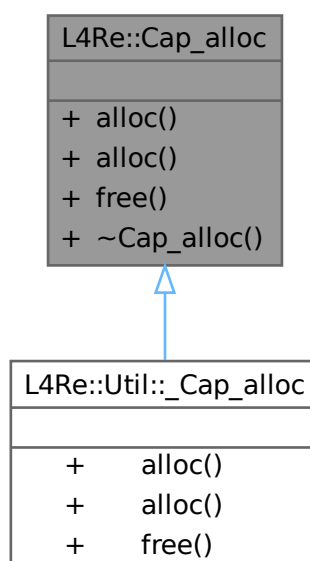 L4Re::Cap_alloc
+ alloc()
+ alloc()
+ free()
+ ~Cap_alloc()
L4Re::Util::_Cap_alloc
+ alloc()
+ alloc()
+ free()